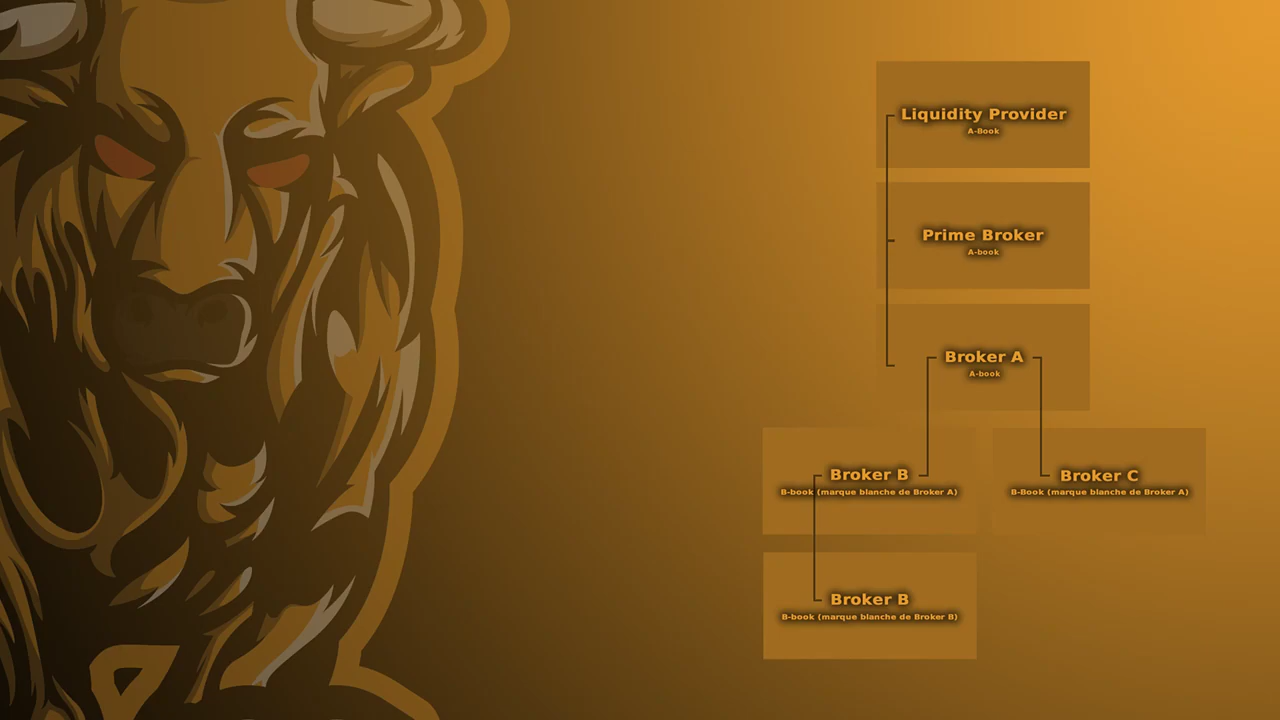 Liquidity Provider
A-Book
Prime Broker
A-book
Broker A
A-book
Broker B
B-book (marque blanche de Broker A)
Broker C
B-Book (marque blanche de Broker A)
Broker B
B-book (marque blanche de Broker B)